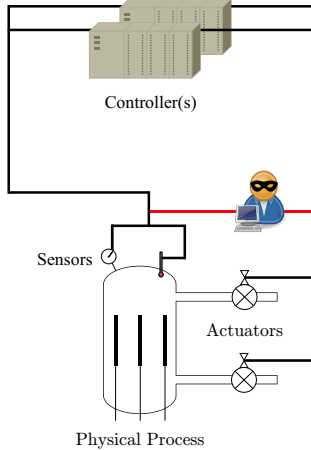 Controller(s)
Sensors
Actuators
Physical Process